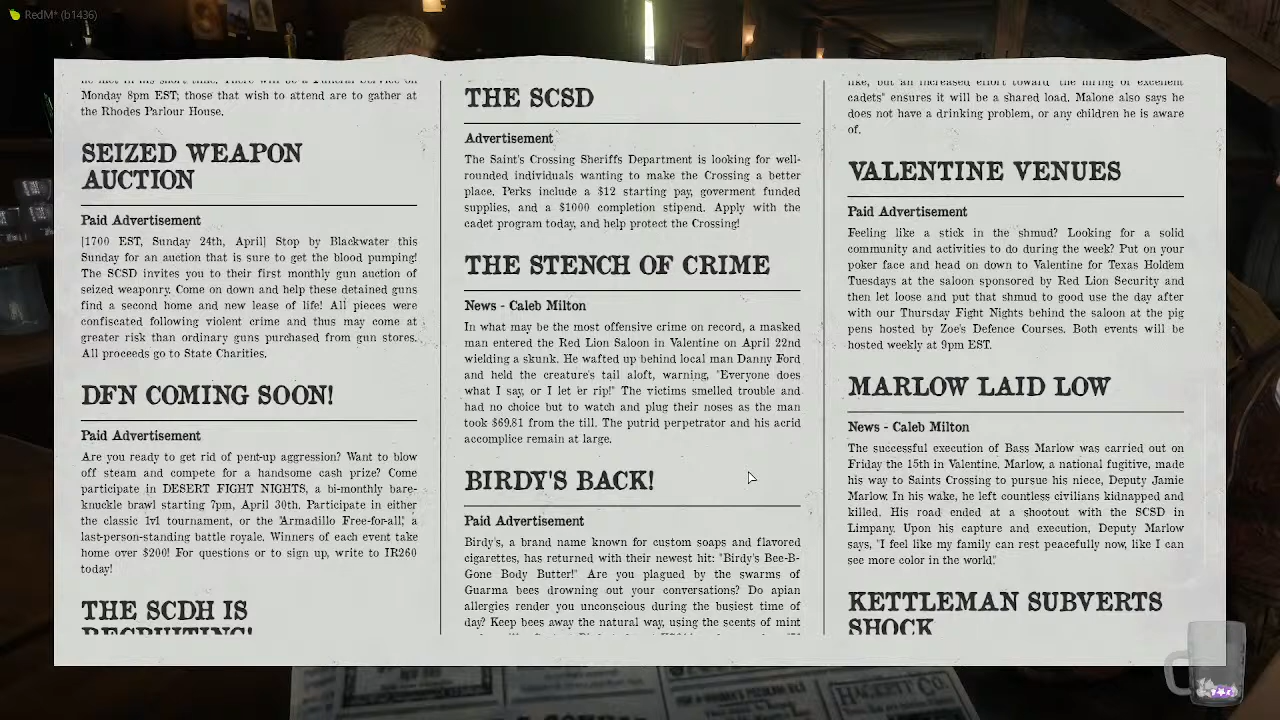 RedM* (b1436)
Monday 8pm EST; those that wish to attend are to gather at
the Rhodes Parlour House.
SEIZED WEAPON
AUCTION
Paid Advertisement
[1700 EST, Sunday 24th, April] Stop by Blackwater this
Sunday for an auction that is sure to get the blood pumping!
The SCSD invites you to their first monthly gun auction of
seized weaponry. Come on down and help these detained guns
find a second home and new lease of life! All pieces were
confiscated following violent crime and thus may come at
greater risk than ordinary guns purchased from gun stores.
All proceeds go to State Charities.
DFN COMING SOON!
Paid Advertisement
Are you ready to get rid of pent-up aggression? Want to blow
off steam and compete for a handsome cash prize? Come
participate in DESERT FIGHT NIGHTS, a bi-monthly bare-
knuckle brawl starting 7pm, April 30th. Participate in either
the classic 1v1 tournament, or the 'Armadillo Free-for-all,' a
last-person-standing battle royale. Winners of each event take
home over $200! For questions or to sign up, write to IR260
today!
THE SCDH IS
RECRUITING!
THE SCSD
Advertisement
The Saint's Crossing Sheriff's Department is looking for well-
rounded individuals wanting to make the Crossing a better
place. Perks include a $12 starting pay, goverment funded
supplies, and a $1000 completion stipend. Apply with the
cadet program today, and help protect the Crossing!
THE STENCH OF CRIME
News - Caleb Milton
In what may be the most offensive crime on record, a masked
man entered the Red Lion Saloon in Valentine on April 22nd
wielding a skunk. He wafted up behind local man Danny Ford
and held the creature's tail aloft, warning, "Everyone does
what I say, or I let 'er rip!" The victims smelled trouble and
had no choice but to watch and plug their noses as the man
took $69.81 from the till. The putrid perpetrator and his acrid
accomplice remain at large.
BIRDY'S BACK!
Paid Advertisement
Birdy's, a brand name known for custom soaps and flavored
cigarettes, has returned with their newest hit: "Birdy's Bee-B-
Gone Body Butter!" Are you plagued by the swarms of
Guarma bees drowning out your conversations? Do apian
allergies render you unconscious during the busiest time of
day? Keep bees away the natural way, using the scents of mint
like, but an increased effort toward the hiring of excellent
cadets" ensures it will be a shared load. Malone also says he
does not have a drinking problem, or any children he is aware
of.
VALENTINE VENUES
Paid Advertisement
Feeling like a stick in the shmud? Looking for a solid
community and activities to do during the week? Put on your
poker face and head on down to Valentine for Texas Hold'em
Tuesdays at the saloon sponsored by Red Lion Security and
then let loose and put that shmud to good use the day after
with our Thursday Fight Nights behind the saloon at the pig
pens hosted by Zoe's Defence Courses. Both events will be
hosted weekly at 9pm EST.
MARLOW LAID LOW
News - Caleb Milton
The successful execution of Bass Marlow was carried out on
Friday the 15th in Valentine. Marlow, a national fugitive, made
his way to Saints Crossing to pursue his niece, Deputy Jamie
Marlow. In his wake, he left countless civilians kidnapped and
killed. His road ended at a shootout with the SCSD in
Limpany. Upon his capture and execution, Deputy Marlow
says, "I feel like my family can rest peacefully now, like I can
see more color in the world."
KETTLEMAN SUBVERTS
SHOCK
HAGETT CO.